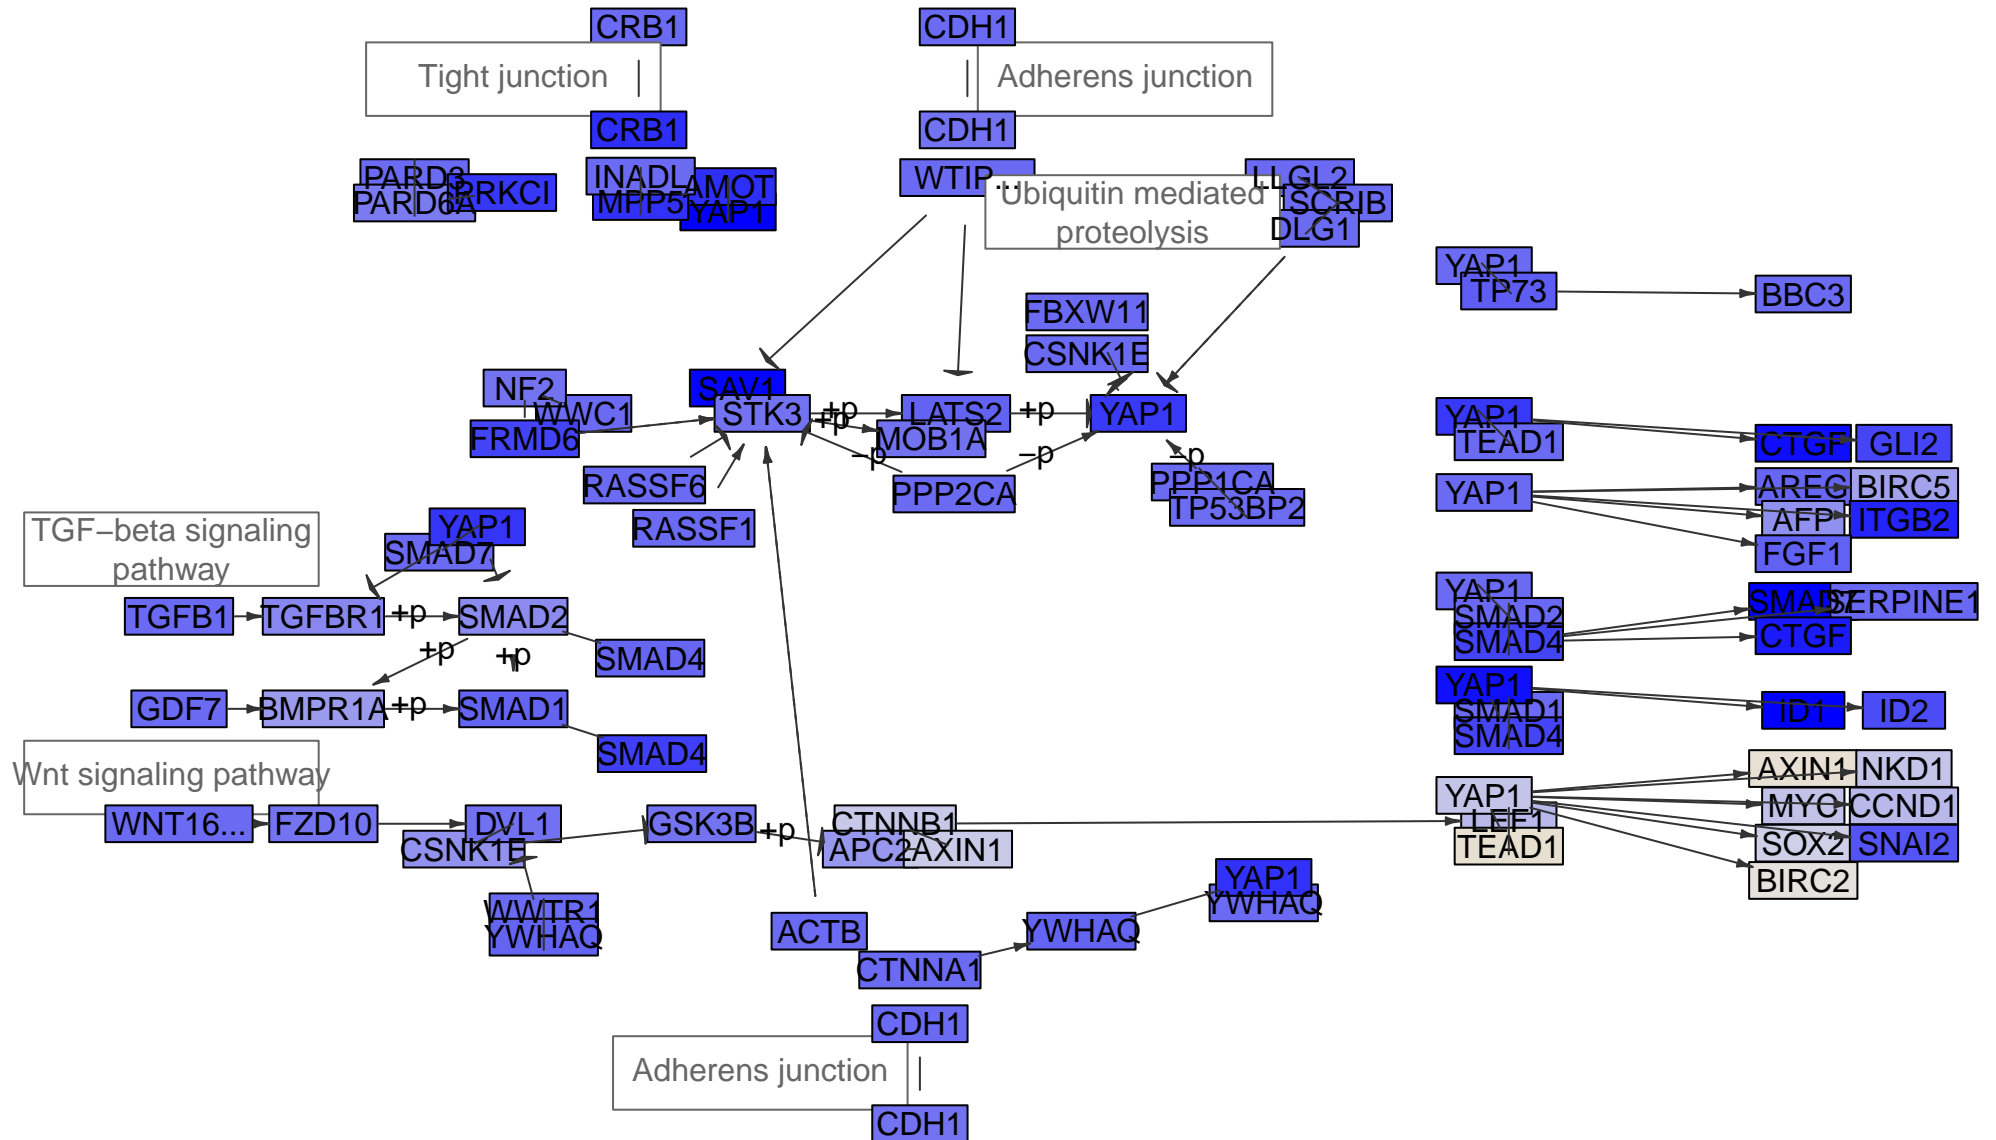 CRB1
CDH1
Tight junction
Adherens junction
CRB1
CDH1
PARD3
PARD6A
PRKCI
INADL
MPP5
AMOT
YAP1
WTIP...
Ubiquitin mediated
proteolysis
LLGL2
SCRIB
DLG1
YAP1
TP73
BBC3
FBXW11
CSNK1E
NF2
WWC1
FRMD6
SAV1
STK3
+p
+p
LATS2
MOB1A
+p
YAP1
−p
−p
−p
RASSF6
RASSF1
PPP2CA
PPP1CA
TP53BP2
YAP1
TEAD1
CTGF
GLI2
YAP1
AREG
BIRC5
AFP
ITGB2
FGF1
TGF−beta signaling
pathway
YAP1
SMAD7
TGFB1
TGFBR1
+p
SMAD2
+p
+p
SMAD4
GDF7
BMPR1A
+p
SMAD1
SMAD4
YAP1
SMAD2
SMAD4
SMAD7
SERPINE1
CTGF
YAP1
SMAD1
SMAD4
ID1
ID2
Wnt signaling pathway
WNT16...
FZD10
DVL1
CSNK1E
GSK3B
+p
CTNNB1
APC2
AXIN1
YAP1
LEF1
TEAD1
AXIN1
NKD1
MYC
CCND1
SOX2
SNAI2
BIRC2
WWTR1
YWHAQ
ACTB
CTNNA1
YWHAQ
YAP1
YWHAQ
CDH1
Adherens junction
CDH1